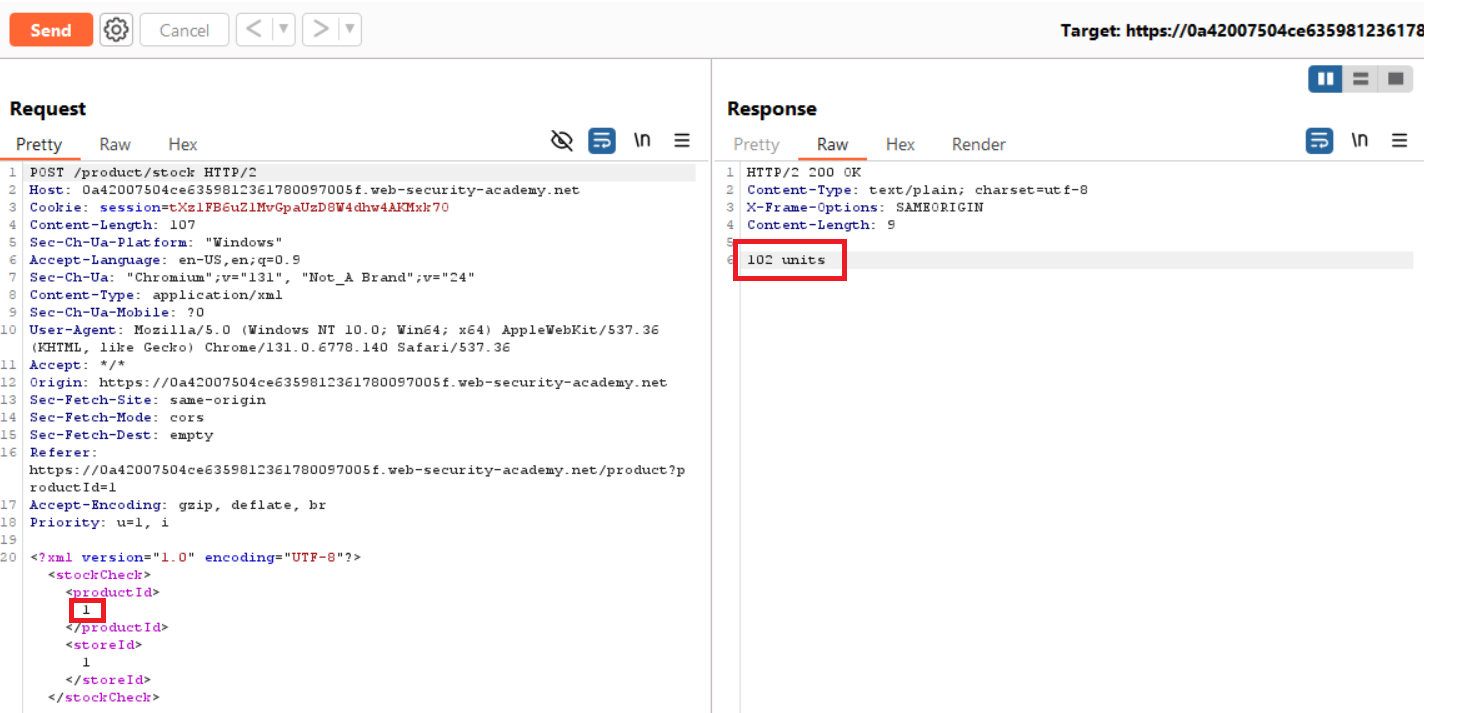 Send Cancel < ▼ > ▼ Target: https://0a42007504ce635981236178
Request
Pretty Raw Hex \n
1 POST /product/stock HTTP/2
2 Host: 0a42007504ce6359812361780097005f.web-security-academy.net
3 Cookie: session=tXzlFB6uZlMvGpaUzD8W4dhw4AKMxk70
4 Content-Length: 107
5 Sec-Ch-Ua-Platform: "Windows"
6 Accept-Language: en-US,en;q=0.9
7 Sec-Ch-Ua: "Chromium";v="131", "Not_A Brand";v="24"
8 Content-Type: application/xml
9 Sec-Ch-Ua-Mobile: ?0
10 User-Agent: Mozilla/5.0 (Windows NT 10.0; Win64; x64) AppleWebKit/537.36
(KHTML, like Gecko) Chrome/131.0.6778.140 Safari/537.36
11 Accept: */*
12 Origin: https://0a42007504ce6359812361780097005f.web-security-academy.net
13 Sec-Fetch-Site: same-origin
14 Sec-Fetch-Mode: cors
15 Sec-Fetch-Dest: empty
16 Referer:
https://0a42007504ce6359812361780097005f.web-security-academy.net/product?p
roductId=1
17 Accept-Encoding: gzip, deflate, br
18 Priority: u=1, i
19
20 <?xml version="1.0" encoding="UTF-8"?>
<stockCheck>
<productId>
1
</productId>
<storeId>
1
</storeId>
</stockCheck>
Response
Pretty Raw Hex Render \n
1 HTTP/2 200 OK
2 Content-Type: text/plain; charset=utf-8
3 X-Frame-Options: SAMEORIGIN
4 Content-Length: 9
5
6 102 units